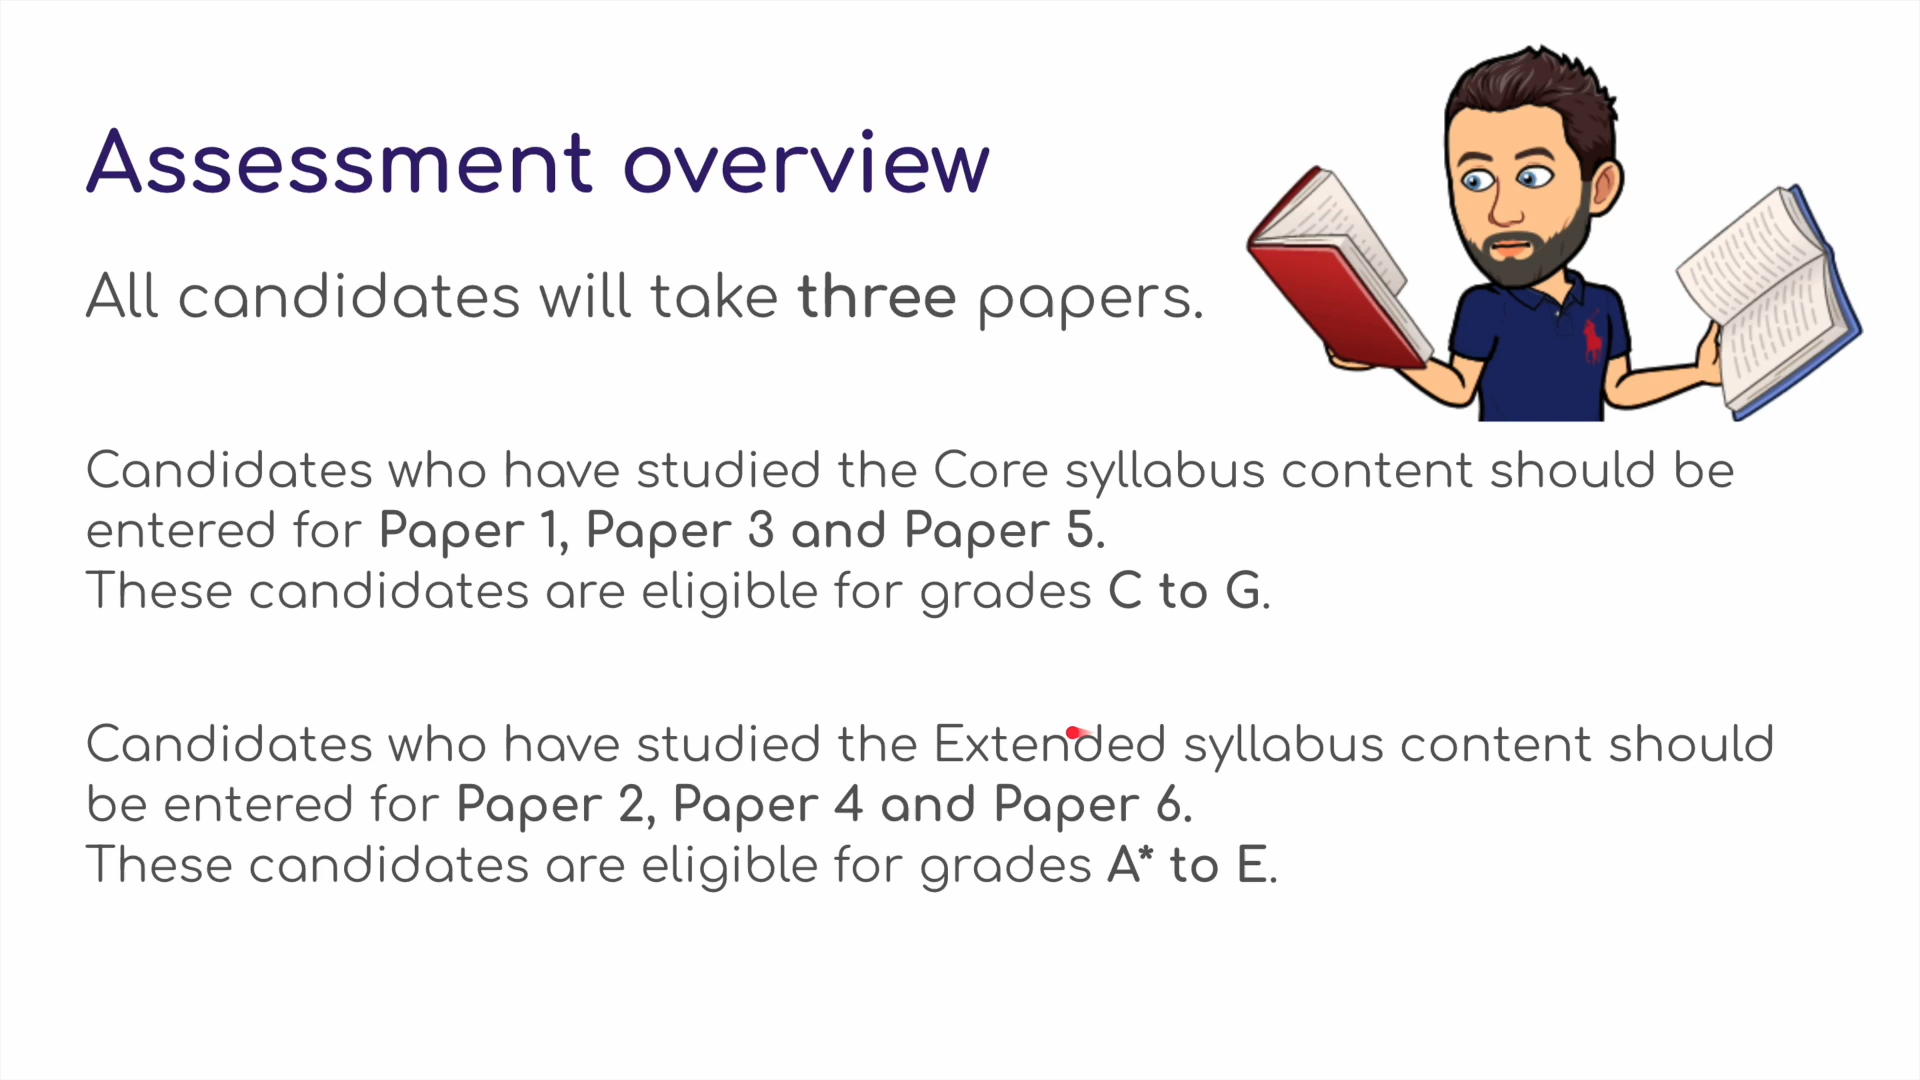 Assessment overview
All candidates will take three papers.
Candidates who have studied the Core syllabus content should be
entered for Paper 1, Paper 3 and Paper 5.
These candidates are eligible for grades C to G.
Candidates who have studied the Extended syllabus content should
be entered for Paper 2, Paper 4 and Paper 6.
These candidates are eligible for grades A* to E.